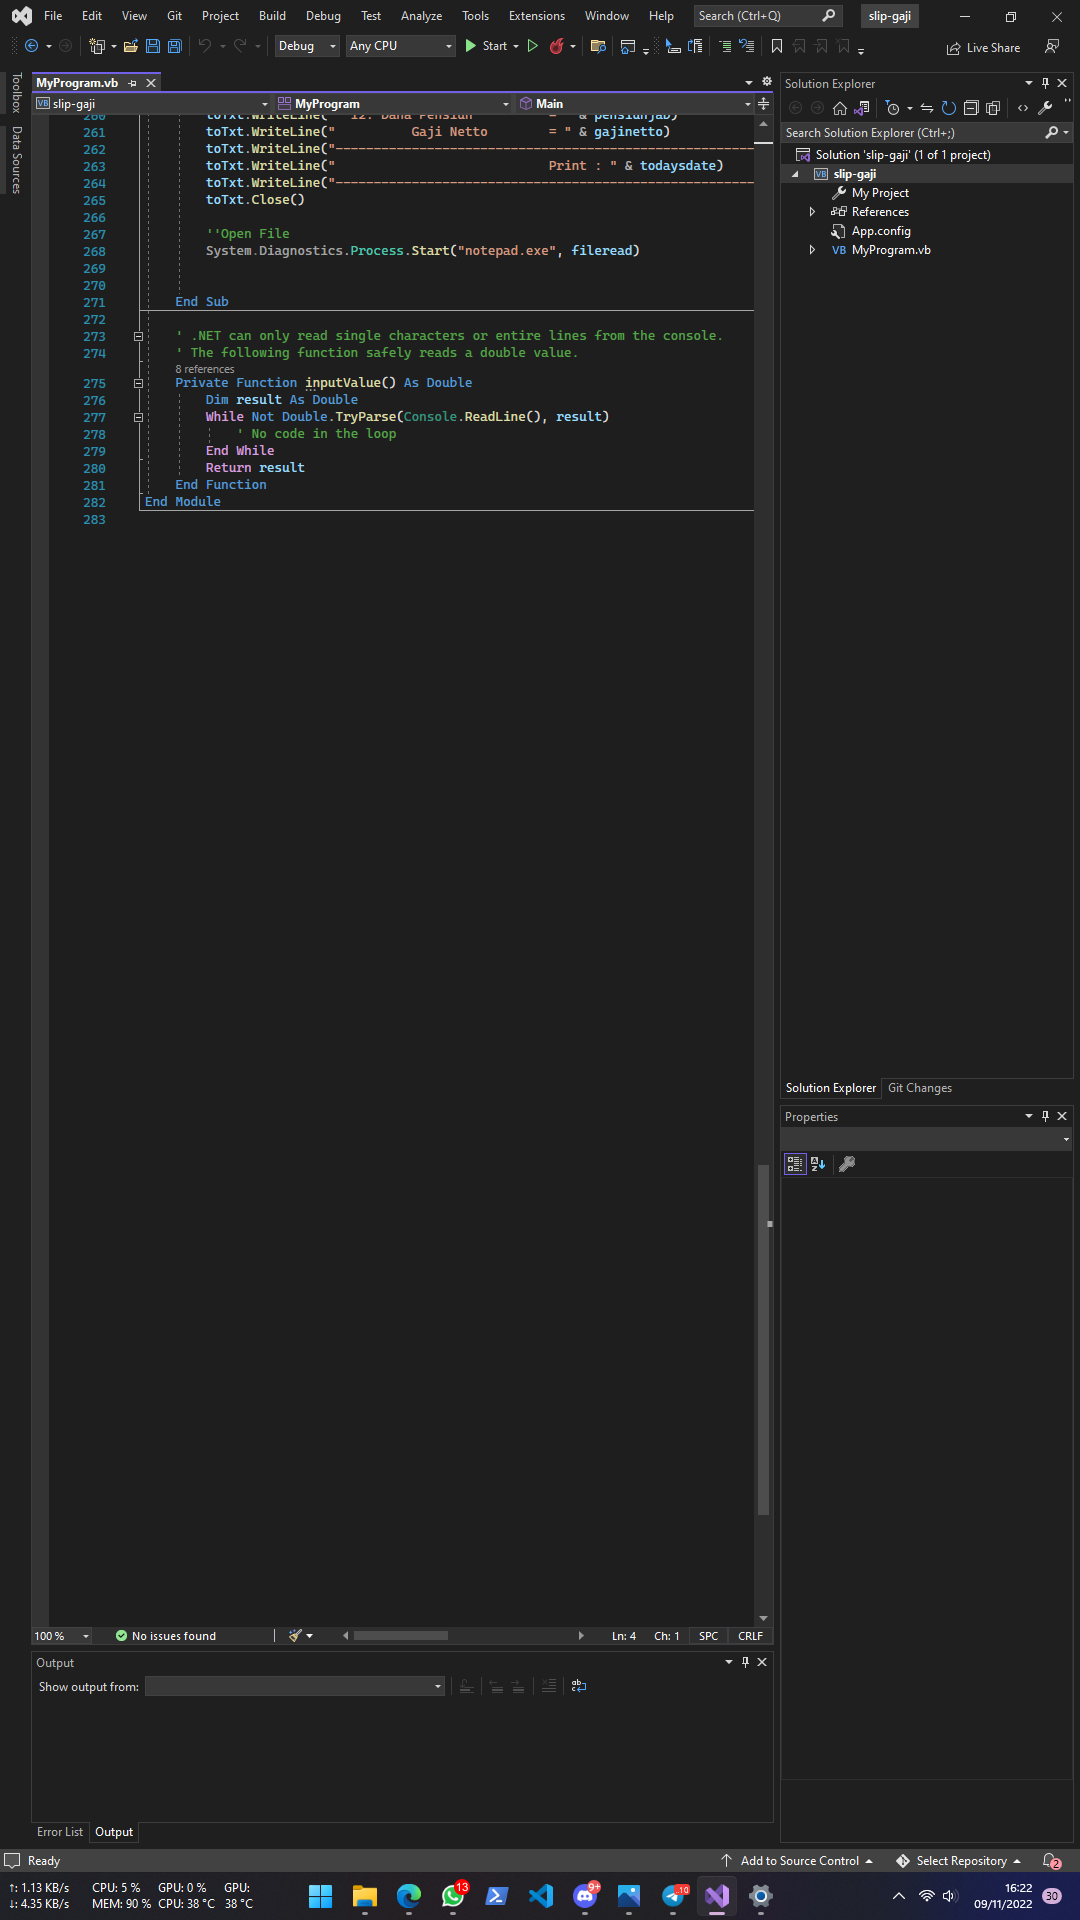 File Edit View Git Project Build Debug Test Analyze Tools Extensions Window Help Search (Ctrl+Q) slip-gaji
Debug Any CPU Start Live Share
Toolbox
Data Sources
MyProgram.vb
VB slip-gaji MyProgram Main
260 toTxt.WriteLine(" 12. Dana Pensiun = " & pensiunjab)
261 toTxt.WriteLine(" Gaji Netto = " & gajinetto)
262 toTxt.WriteLine("-------------------------------------------------------
263 toTxt.WriteLine(" Print : " & todaysdate)
264 toTxt.WriteLine("-------------------------------------------------------
265 toTxt.Close()
266
267 ''Open File
268 System.Diagnostics.Process.Start("notepad.exe", fileread)
269
270
271 End Sub
272
273 ' .NET can only read single characters or entire lines from the console.
274 ' The following function safely reads a double value.
8 references
275 Private Function inputValue() As Double
276 Dim result As Double
277 While Not Double.TryParse(Console.ReadLine(), result)
278 ' No code in the loop
279 End While
280 Return result
281 End Function
282 End Module
283
100 % No issues found Ln: 4 Ch: 1 SPC CRLF
Output
Show output from:
Error List Output
Solution Explorer
Search Solution Explorer (Ctrl+;)
Solution 'slip-gaji' (1 of 1 project)
VB slip-gaji
My Project
References
App.config
VB MyProgram.vb
Solution Explorer Git Changes
Properties
Ready Add to Source Control Select Repository 2
↑: 1.13 KB/s CPU: 5 % GPU: 0 % GPU:
↓: 4.35 KB/s MEM: 90 % CPU: 38 °C 38 °C
13 9+ ..10
16:22
09/11/2022 30